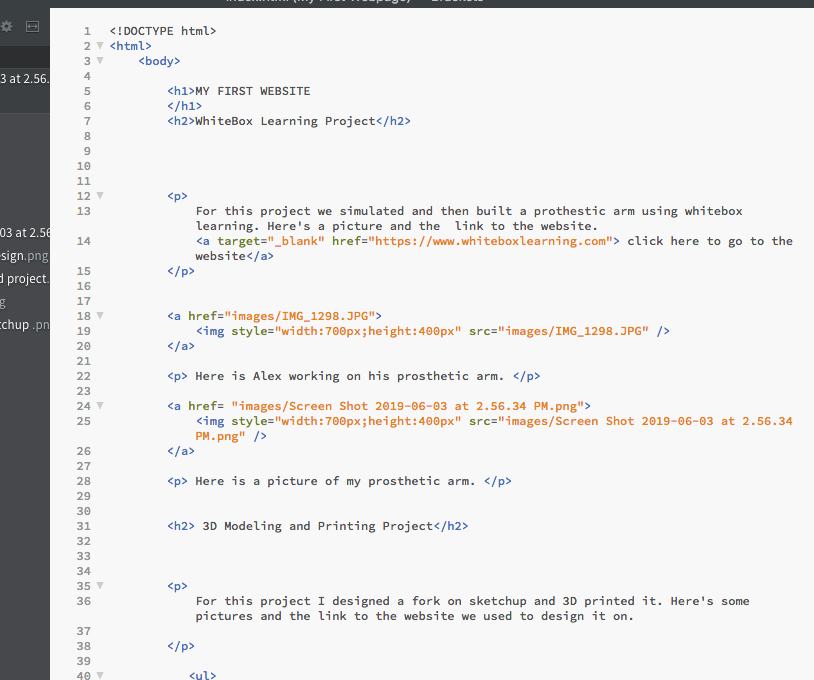 1 <!DOCTYPE html>
2 <html>
3 <body>
3 at 2.56.
4
5 <h1>MY FIRST WEBSITE
6 </h1>
7 <h2>WhiteBox Learning Project</h2>
8
9
10
11
12 <p>
13 For this project we simulated and then built a prothestic arm using whitebox
learning. Here's a picture and the  link to the website.
03 at 2.56
14 <a target="_blank" href="https://www.whiteboxlearning.com"> click here to go to the
website</a>
esign.png
15 </p>
d project.
16
17
18 <a href="images/IMG_1298.JPG">
19 <img style="width:700px;height:400px" src="images/IMG_1298.JPG" />
tchup .pn
20 </a>
21
22 <p> Here is Alex working on his prosthetic arm. </p>
23
24 <a href= "images/Screen Shot 2019-06-03 at 2.56.34 PM.png">
25 <img style="width:700px;height:400px" src="images/Screen Shot 2019-06-03 at 2.56.34
PM.png" />
26 </a>
27
28 <p> Here is a picture of my prosthetic arm. </p>
29
30
31 <h2> 3D Modeling and Printing Project</h2>
32
33
34
35 <p>
36 For this project I designed a fork on sketchup and 3D printed it. Here's some
pictures and the link to the website we used to design it on.
37
38 </p>
39
40 <ul>